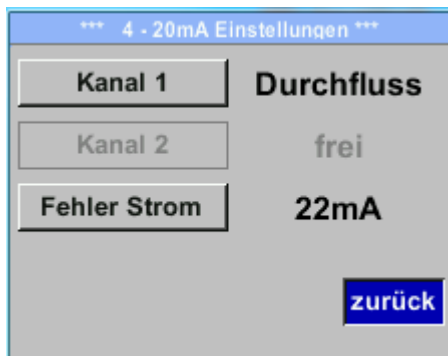 *** 4 - 20mA Einstellungen ***
Kanal 1 Durchfluss
Kanal 2 frei
Fehler Strom 22mA
zurück